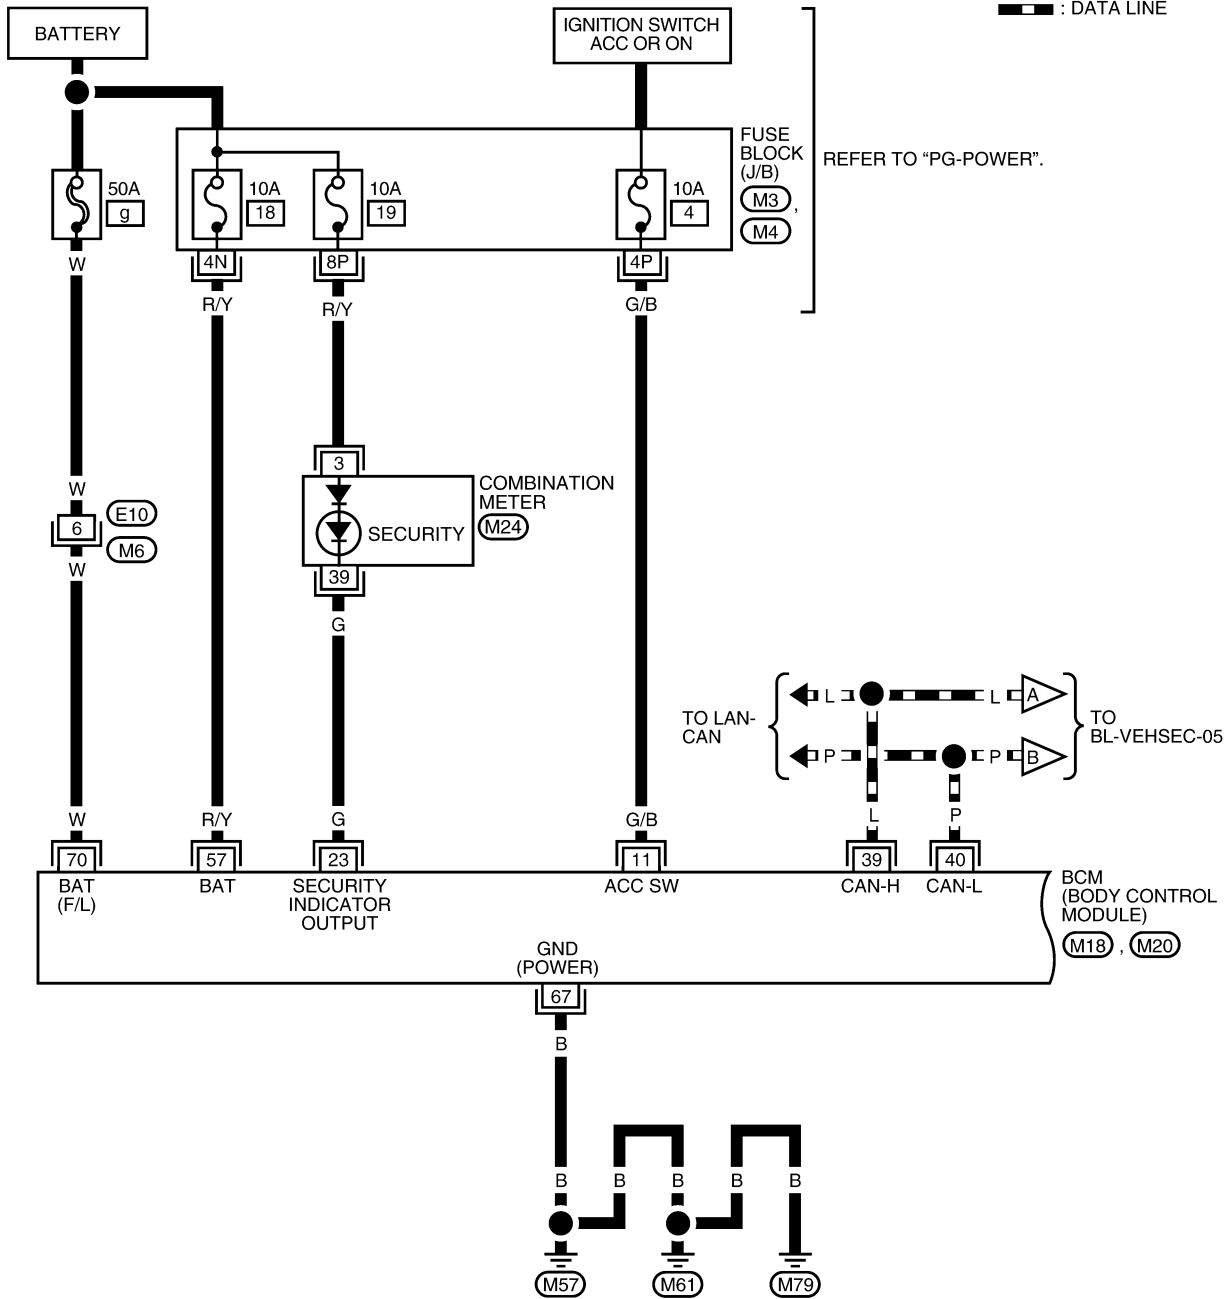 BATTERY
IGNITION SWITCH
ACC OR ON
: DATA LINE
FUSE
BLOCK
(J/B)
M3 ,
M4
REFER TO “PG-POWER”.
50A
g
10A
18
10A
19
10A
4
4N
8P
4P
W
R/Y
R/Y
G/B
3
COMBINATION
METER
M24
SECURITY
39
W
6
E10
M6
W
G
TO LAN-
CAN
L
L
A
P
P
B
TO
BL-VEHSEC-05
W
R/Y
G
G/B
L
P
70
57
23
11
39
40
BAT
(F/L)
BAT
SECURITY
INDICATOR
OUTPUT
ACC SW
CAN-H
CAN-L
BCM
(BODY CONTROL
MODULE)
M18 , M20
GND
(POWER)
67
B
B
B
B
B
B
M57
M61
M79